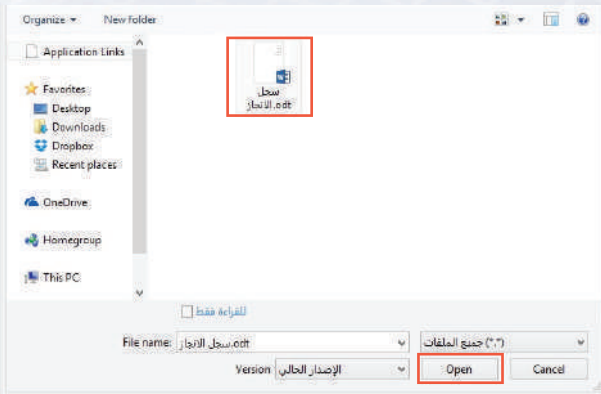 Organize New folder
Application Links
Favorites
Desktop
Downloads
Dropbox
Recent places
OneDrive
Homegroup
This PC
سجل
الانجاز.odt
للقراءة فقط
File name: سجل الانجاز.odt جميع الملفات (*.*)
Version الإصدار الحالي Open Cancel